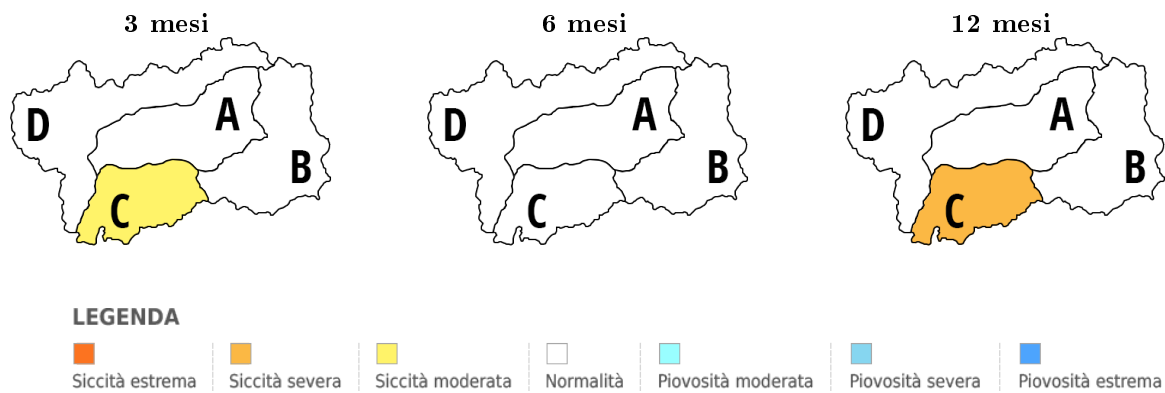 3 mesi
6 mesi
12 mesi
D
A
B
C
D
A
B
C
D
A
B
C
LEGENDA
Siccità estrema
Siccità severa
Siccità moderata
Normalità
Piovosità moderata
Piovosità severa
Piovosità estrema